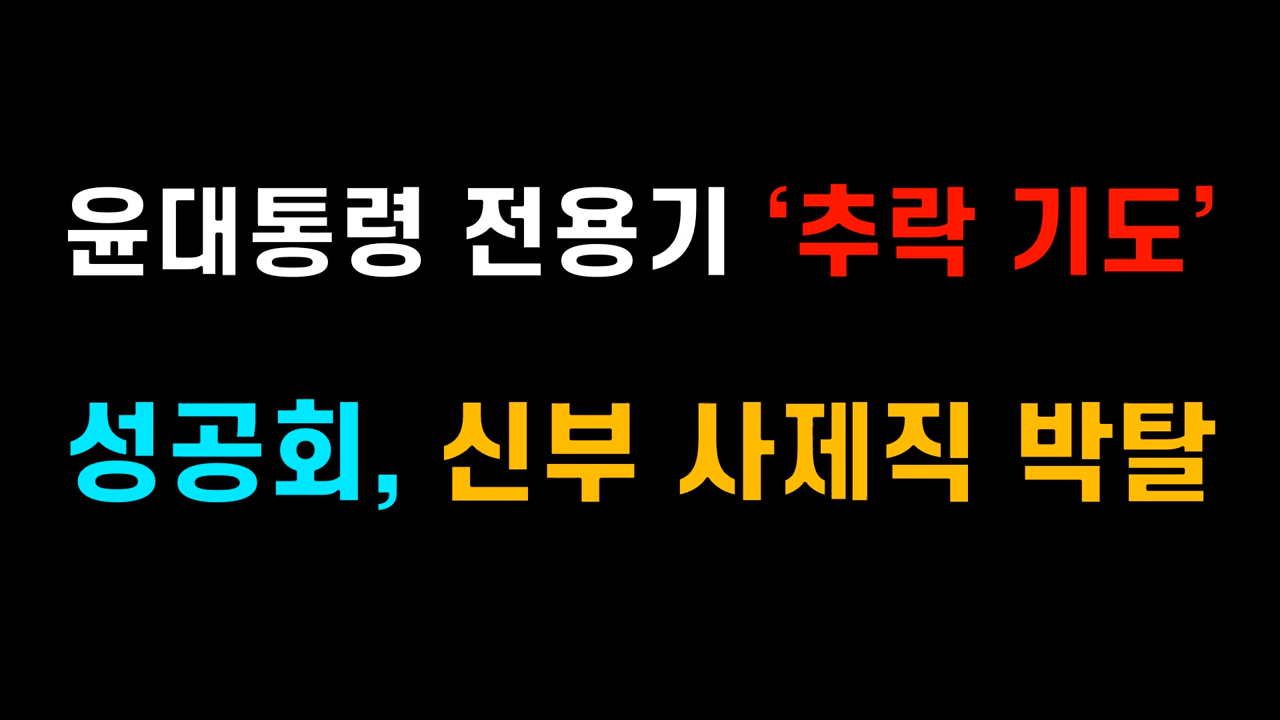 윤대통령 전용기 ‘추락 기도’
성공회, 신부 사제직 박탈